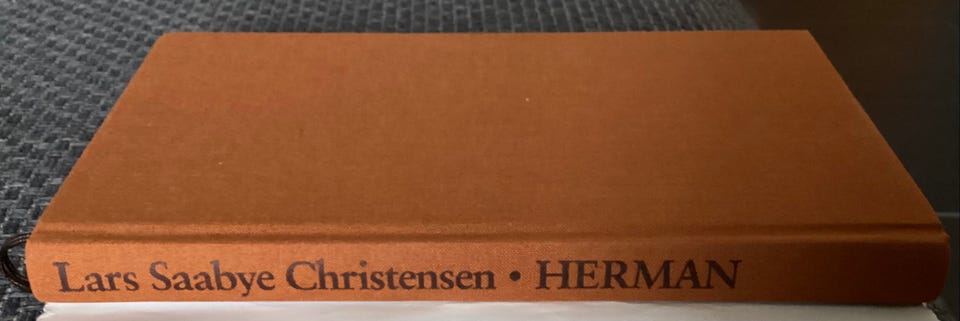 Lars Saabye Christensen • HERMAN